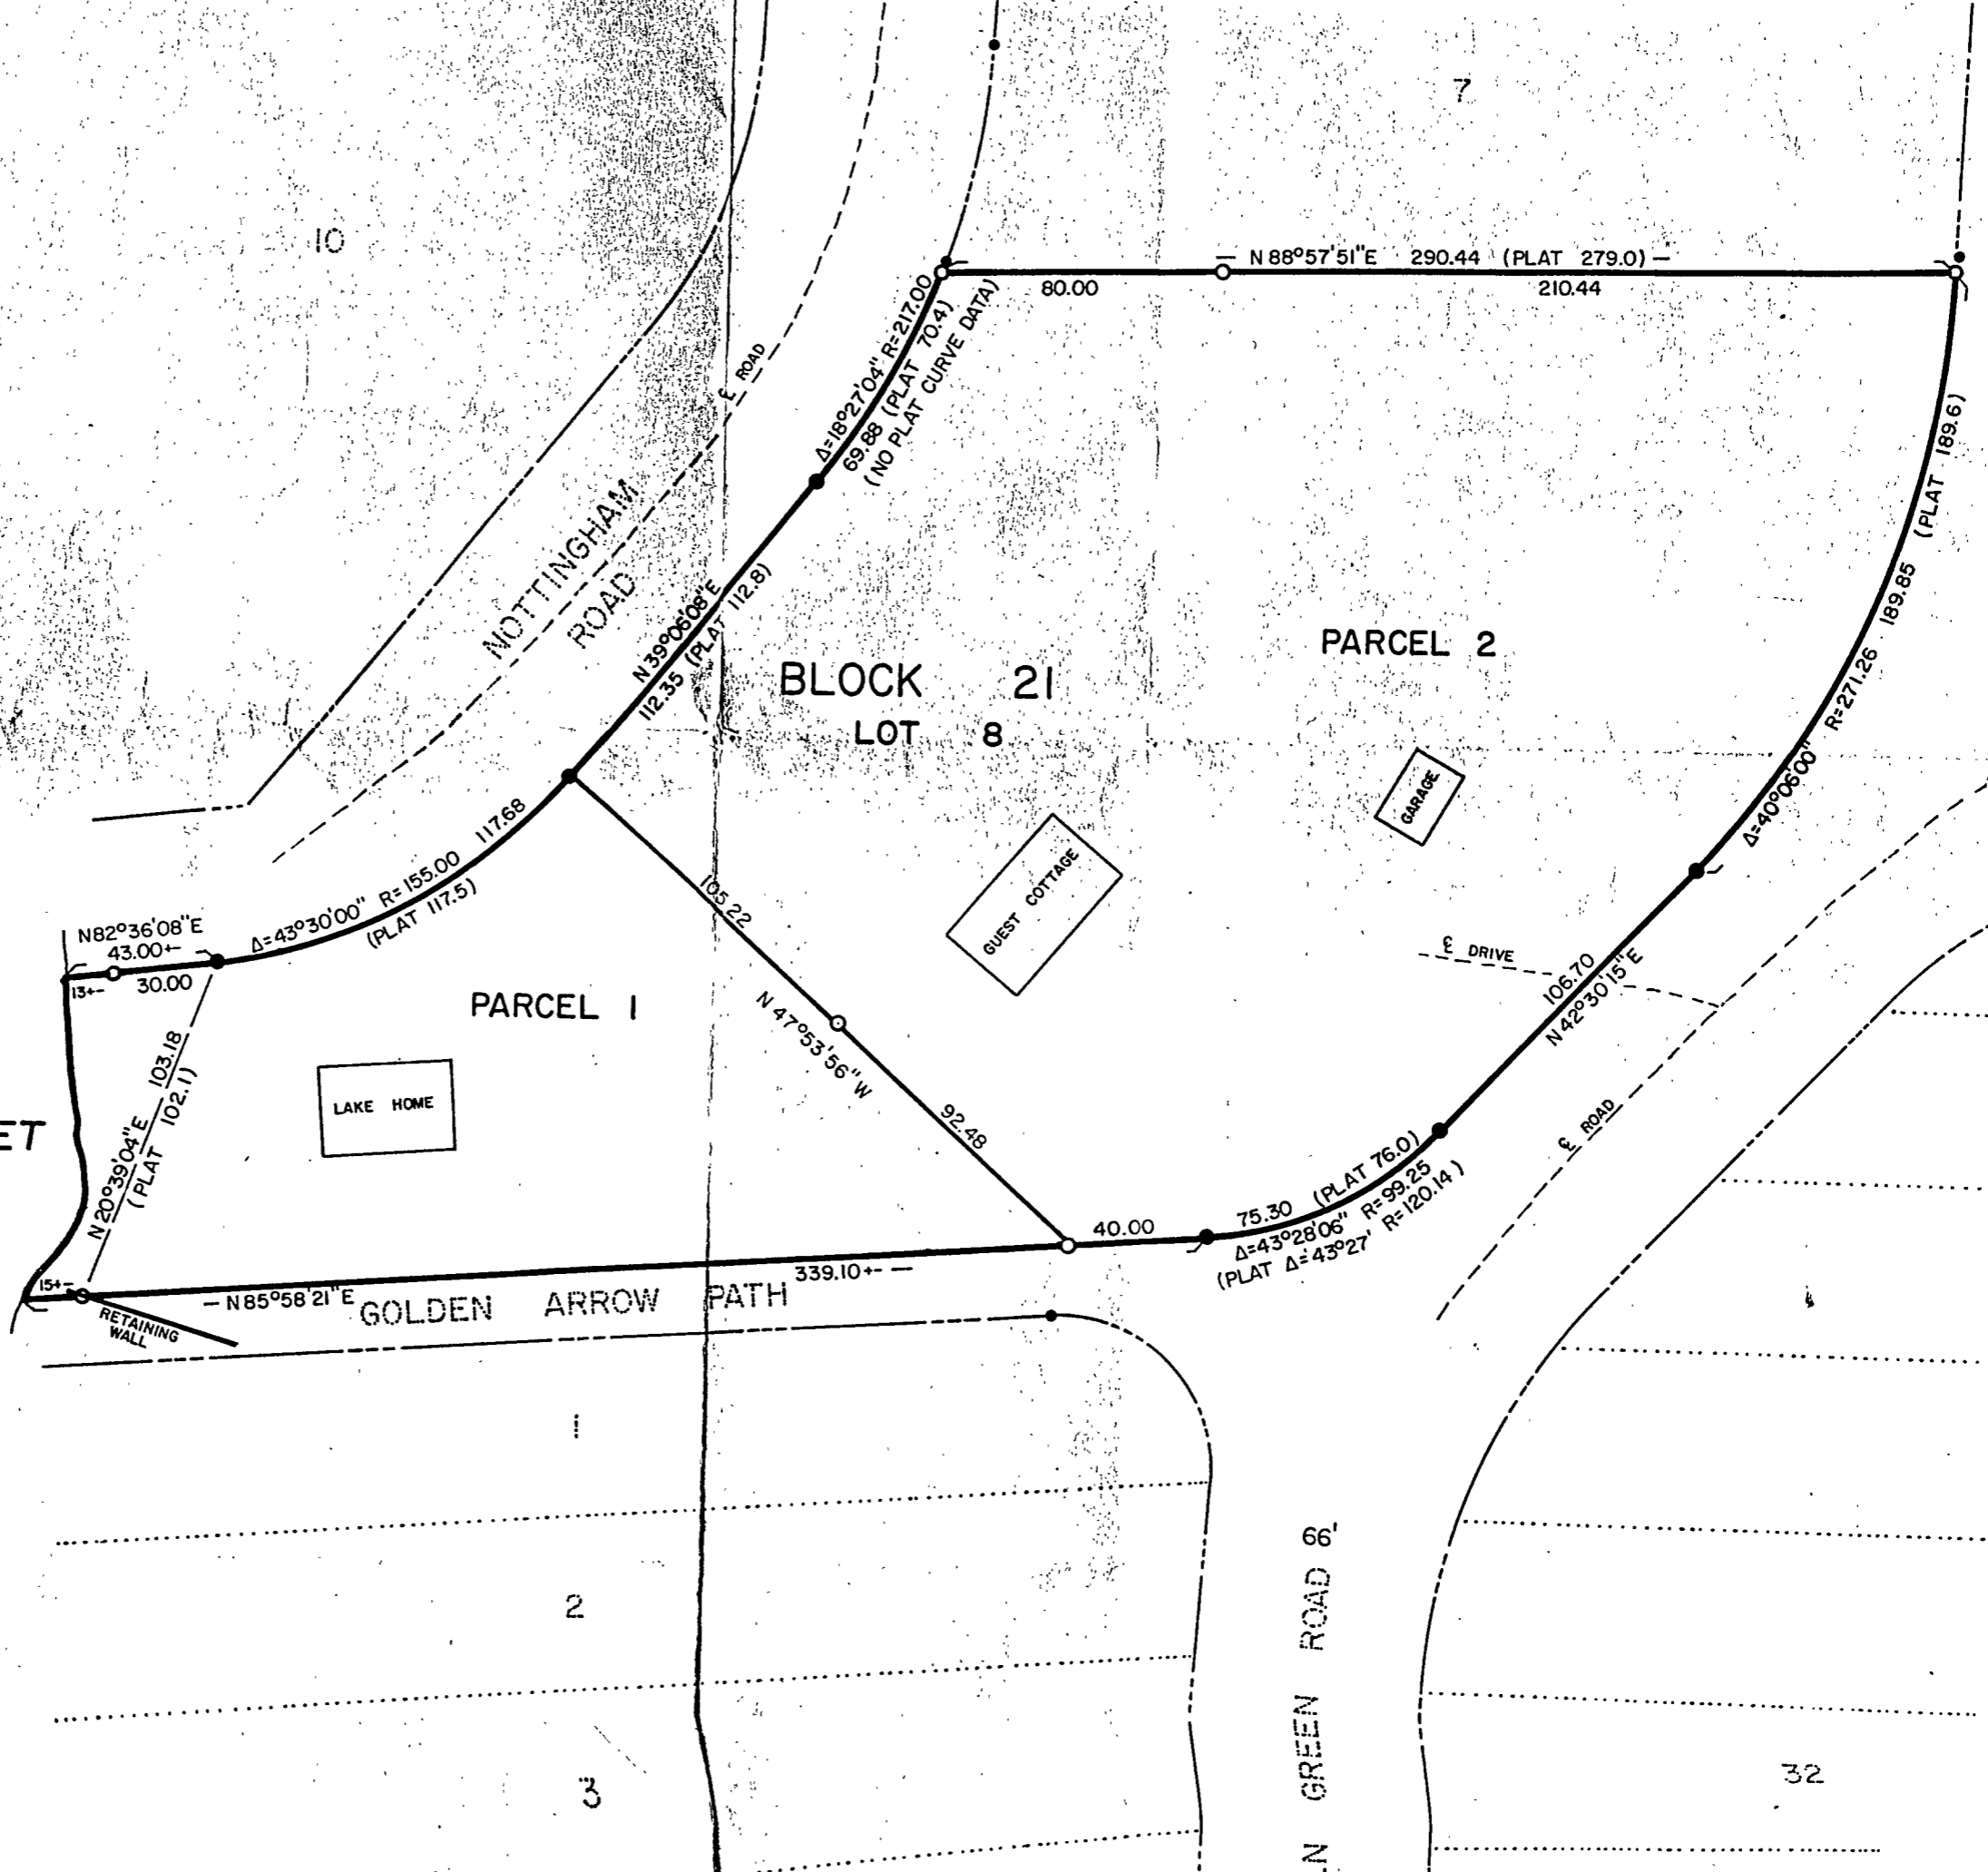 7
10
N 88°57'51"E 290.44 (PLAT 279.0)
80.00
210.44
Δ=18°27'04" R=217.00
69.88 (PLAT 70.4)
(NO PLAT CURVE DATA)
℄ ROAD
(PLAT 189.6)
189.85
Δ=40°06'00" R=271.26
NOTTINGHAM
ROAD
N 39°06'08"E
112.35 (PLAT 112.8)
PARCEL 2
BLOCK 21
LOT 8
GARAGE
GUEST COTTAGE
117.68
Δ=43°30'00" R=155.00
(PLAT 117.5)
105.22
N 47°53'56"W
92.48
N82°36'08"E
43.00+-
30.00
13+-
PARCEL 1
℄ DRIVE
106.70
N 42°30'15"E
LAKE HOME
N 20°39'04"E 103.18
(PLAT 102.1)
ET
℄ ROAD
40.00
75.30 (PLAT 76.0)
Δ=43°28'06" R=99.25
(PLAT Δ=43°27' R=120.14)
339.10+-
15+-
N85°58'21"E
GOLDEN ARROW PATH
RETAINING
WALL
1
2
3
66'
LN GREEN ROAD
32